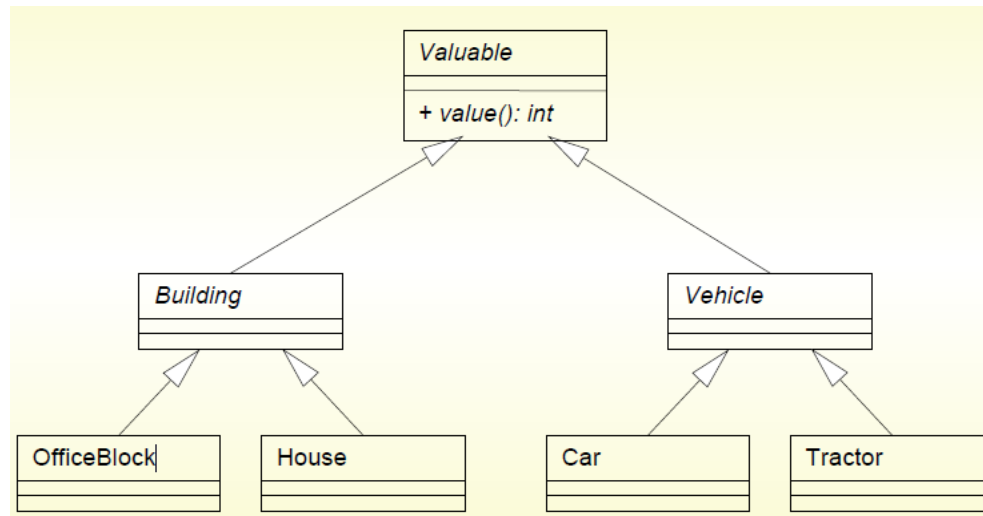 Valuable
+ value(): int
Building
Vehicle
OfficeBlock
House
Car
Tractor